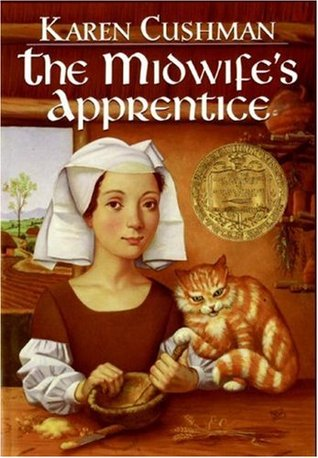 KAREN CUSHMAN
The Midwife's
Apprentice